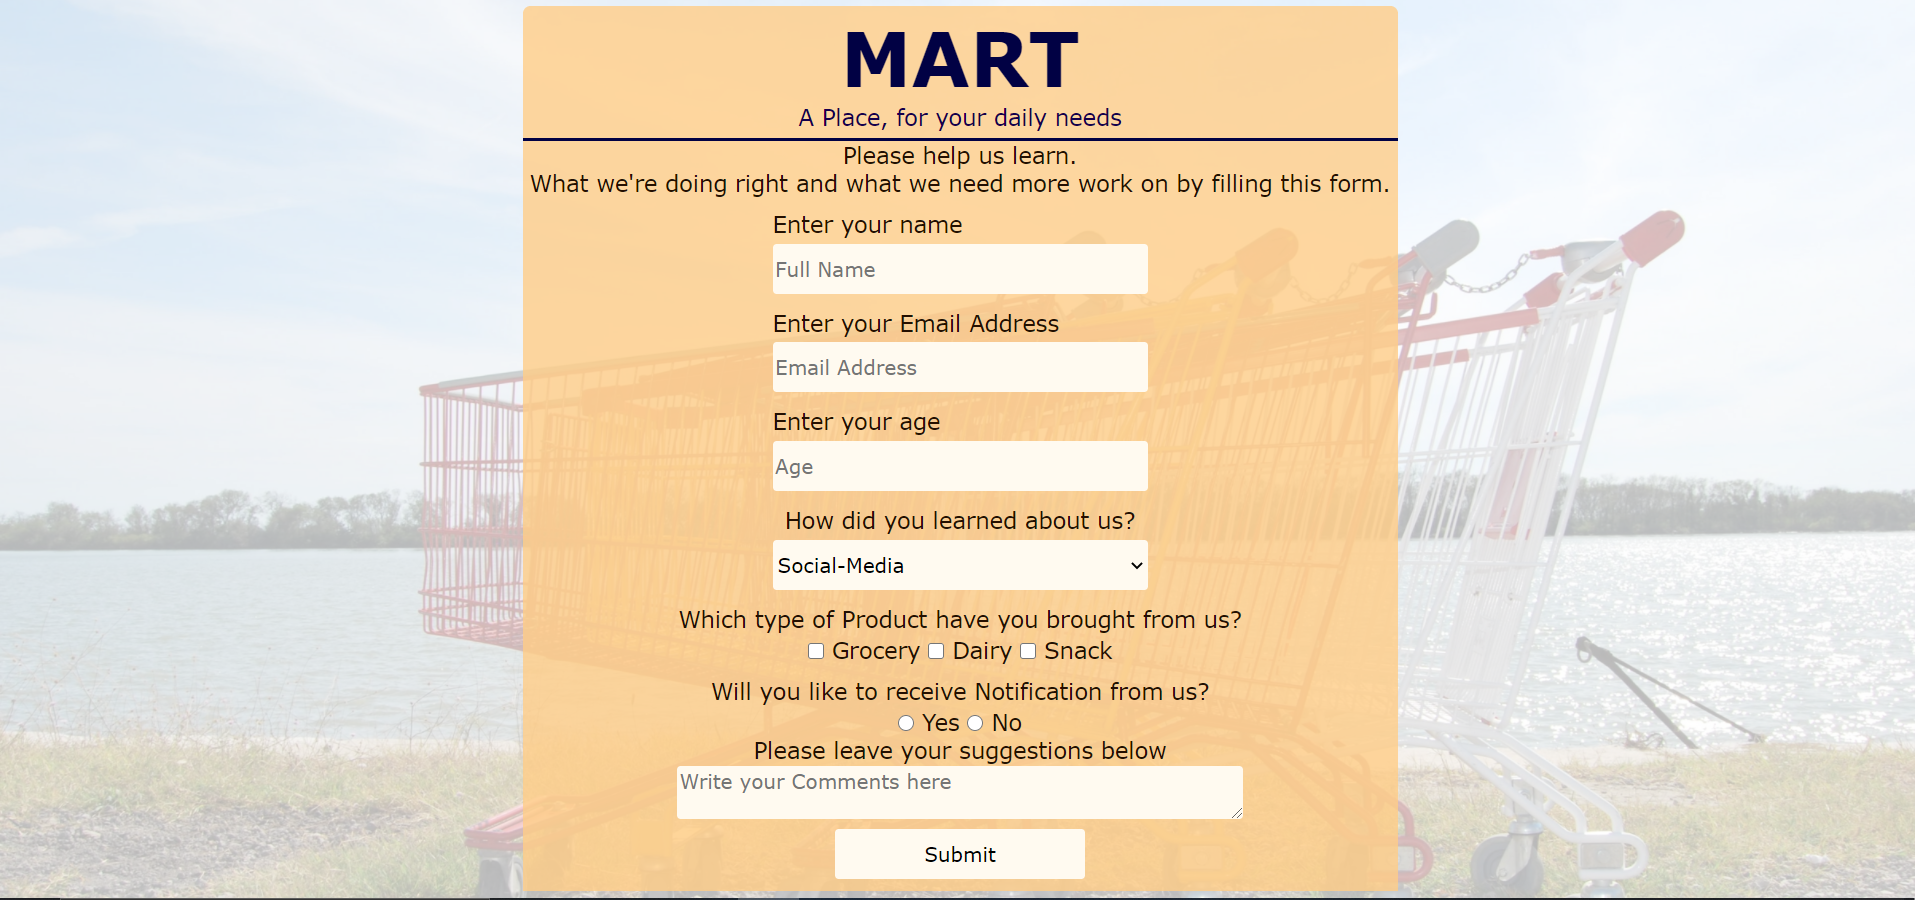 MART
A Place, for your daily needs
Please help us learn.
What we're doing right and what we need more work on by filling this form.
Enter your name
Full Name
Enter your Email Address
Email Address
Enter your age
Age
How did you learned about us?
Social-Media
Which type of Product have you brought from us?
Grocery Dairy Snack
Will you like to receive Notification from us?
Yes No
Please leave your suggestions below
Write your Comments here
Submit